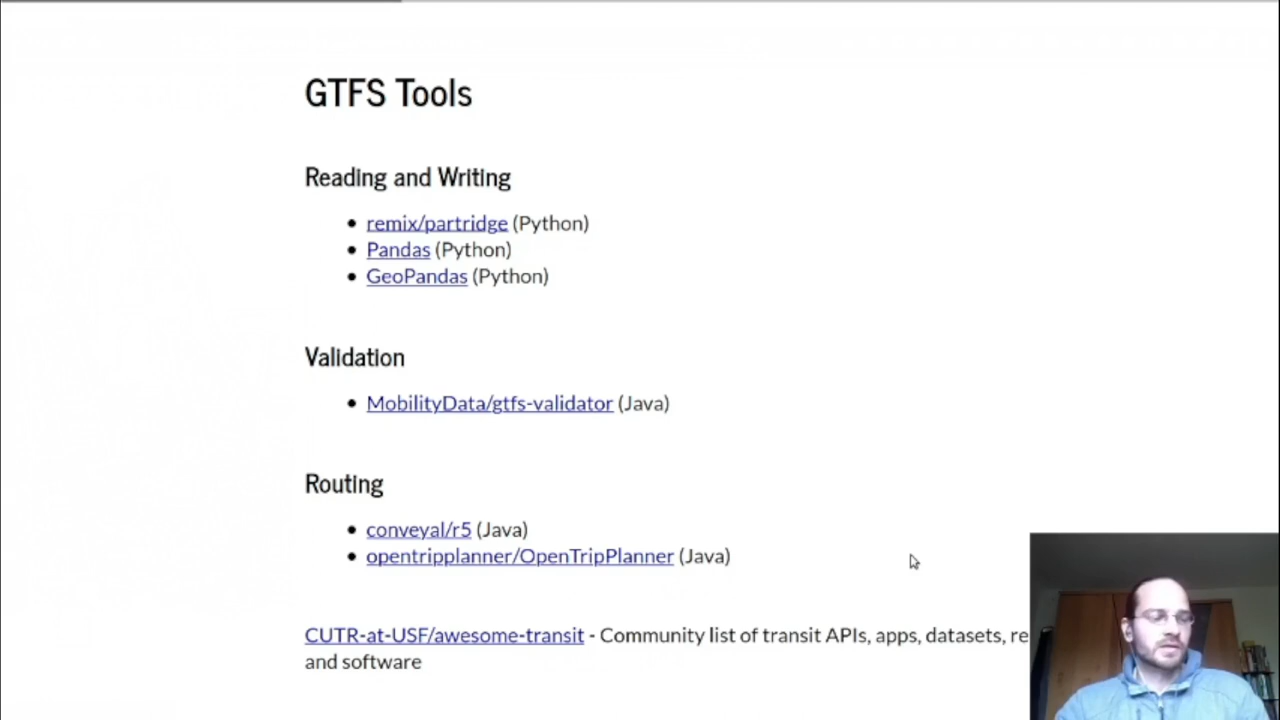 GTFS Tools
Reading and Writing
remix/partridge (Python)
Pandas (Python)
GeoPandas (Python)
Validation
MobilityData/gtfs-validator (Java)
Routing
conveyal/r5 (Java)
opentripplanner/OpenTripPlanner (Java)
CUTR-at-USF/awesome-transit - Community list of transit APIs, apps, datasets,
and software